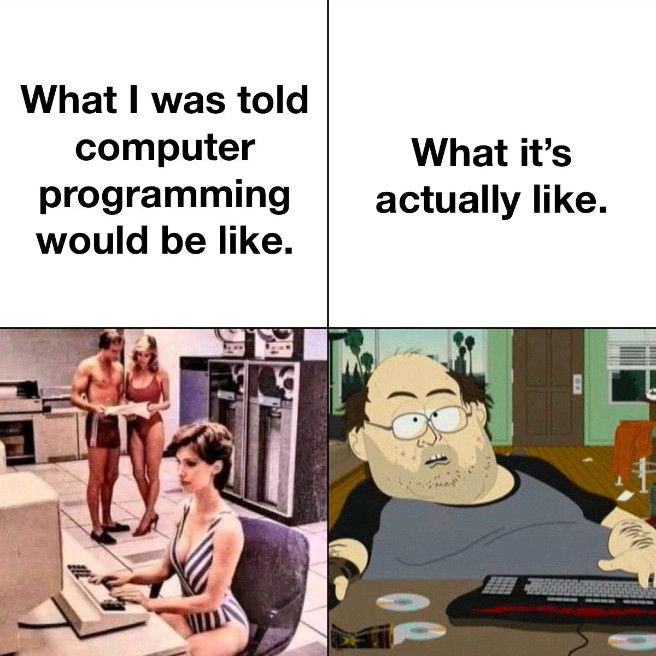 What I was told
computer
programming
would be like.
What it’s
actually like.